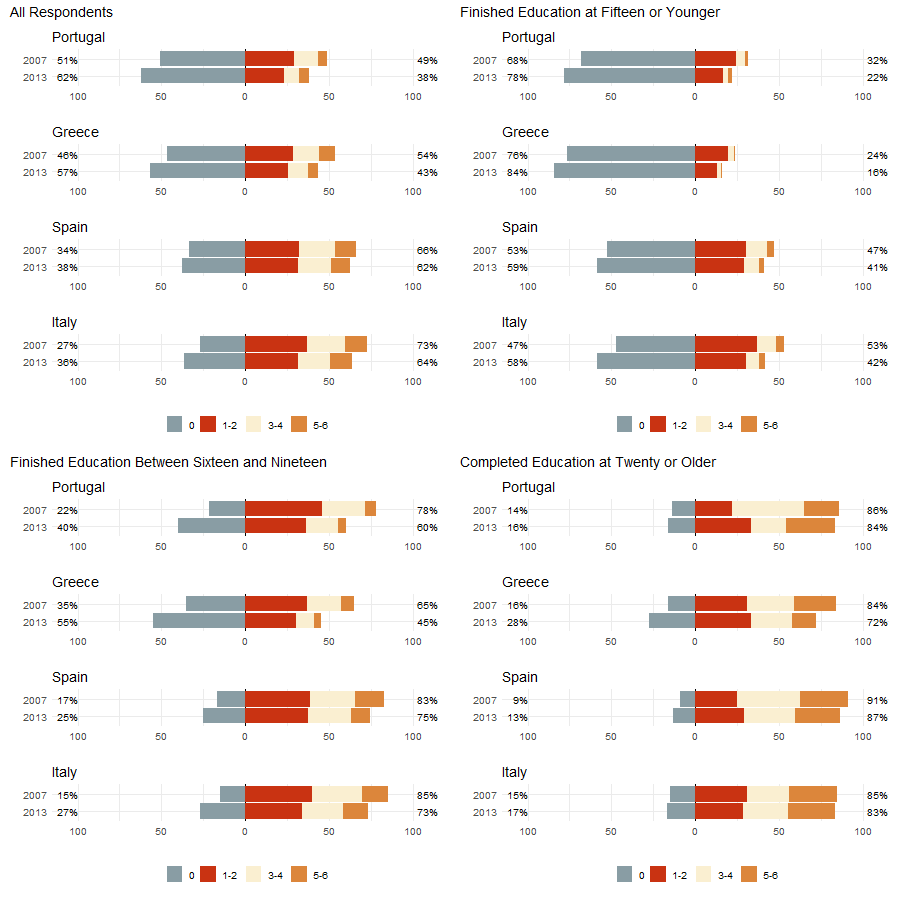 All Respondents
Portugal
2007 51% 49%
2013 62% 38%
100 50 0 50 100
Greece
2007 46% 54%
2013 57% 43%
100 50 0 50 100
Spain
2007 34% 66%
2013 38% 62%
100 50 0 50 100
Italy
2007 27% 73%
2013 36% 64%
100 50 0 50 100
0 1-2 3-4 5-6
Finished Education at Fifteen or Younger
Portugal
2007 68% 32%
2013 78% 22%
100 50 0 50 100
Greece
2007 76% 24%
2013 84% 16%
100 50 0 50 100
Spain
2007 53% 47%
2013 59% 41%
100 50 0 50 100
Italy
2007 47% 53%
2013 58% 42%
100 50 0 50 100
0 1-2 3-4 5-6
Finished Education Between Sixteen and Nineteen
Portugal
2007 22% 78%
2013 40% 60%
100 50 0 50 100
Greece
2007 35% 65%
2013 55% 45%
100 50 0 50 100
Spain
2007 17% 83%
2013 25% 75%
100 50 0 50 100
Italy
2007 15% 85%
2013 27% 73%
100 50 0 50 100
0 1-2 3-4 5-6
Completed Education at Twenty or Older
Portugal
2007 14% 86%
2013 16% 84%
100 50 0 50 100
Greece
2007 16% 84%
2013 28% 72%
100 50 0 50 100
Spain
2007 9% 91%
2013 13% 87%
100 50 0 50 100
Italy
2007 15% 85%
2013 17% 83%
100 50 0 50 100
0 1-2 3-4 5-6